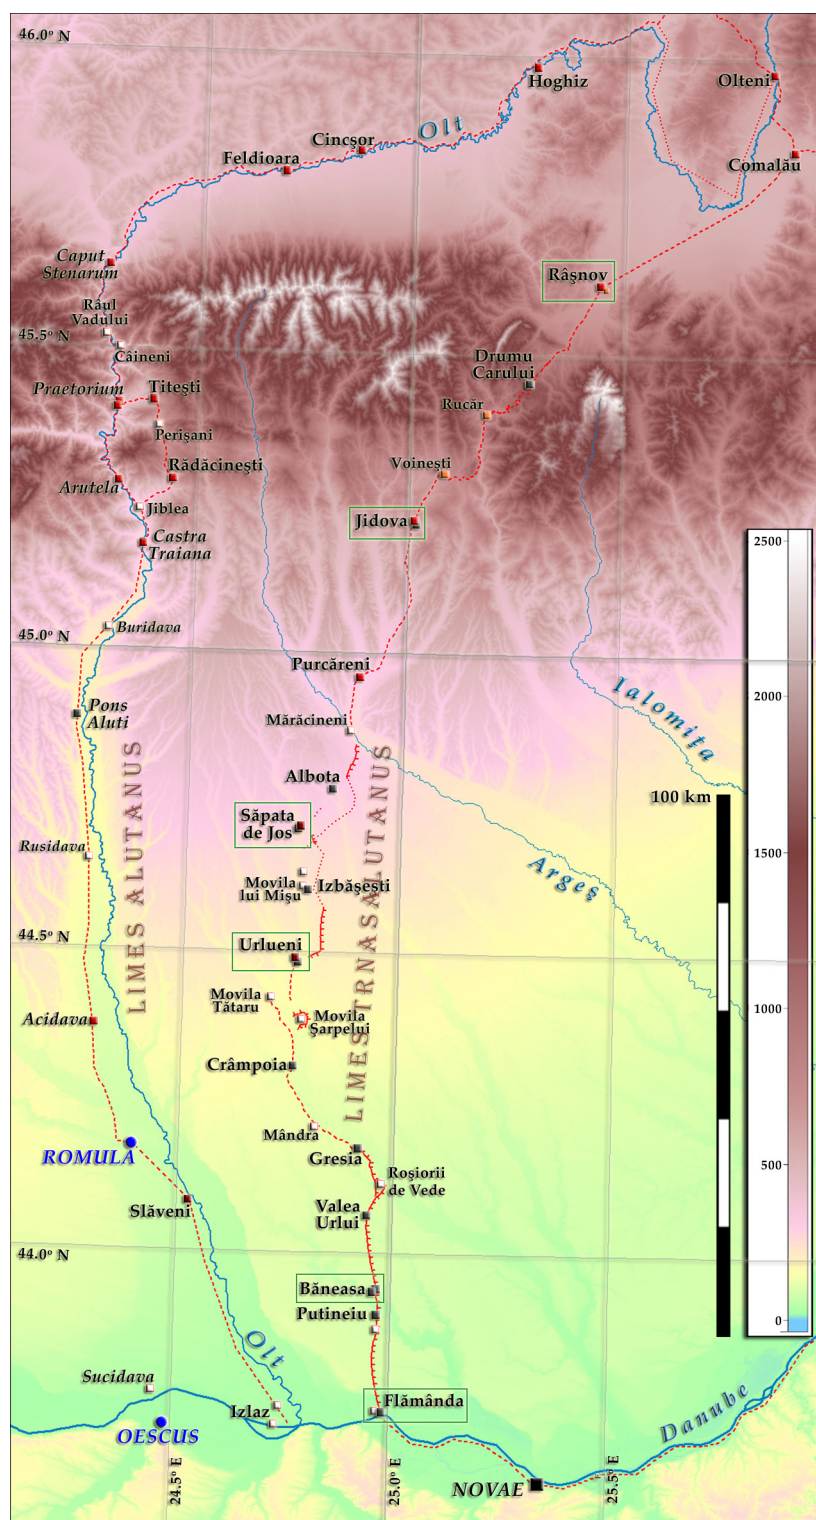 46.0° N
Hoghiz
Olteni
Olt
Cincşor
Feldioara
Comalău
Caput
Stenarum
Râşnov
Râul
Vadului
45.5° N
Câineni
Drumu
Carului
Praetorium
Titeşti
Rucăr
Perişani
Voineşti
Rădăcineşti
Arutela
Jiblea
Jidova
Castra
Traiana
2500
Buridava
45.0° N
Purcăreni
Ialomiţa
2000
Pons
Aluti
Mărăcineni
LIMES ALUTANUS
LIMES TRNASALUTANUS
Albota
100 km
Săpata
de Jos
Rusidava
1500
Argeş
Movila
lui Mişu
Izbăşeşti
44.5° N
Urlueni
Movila
Tătaru
Movila
Şarpelui
1000
Acidava
Crâmpoia
Mândra
ROMULA
Gresia
Roşiorii
de Vede
500
Slăveni
Valea
Urlui
44.0° N
Băneasa
Putineiu
0
Olt
Sucidava
Izlaz
Flămânda
Danube
OESCUS
24.5° E
25.0° E
25.5° E
NOVAE